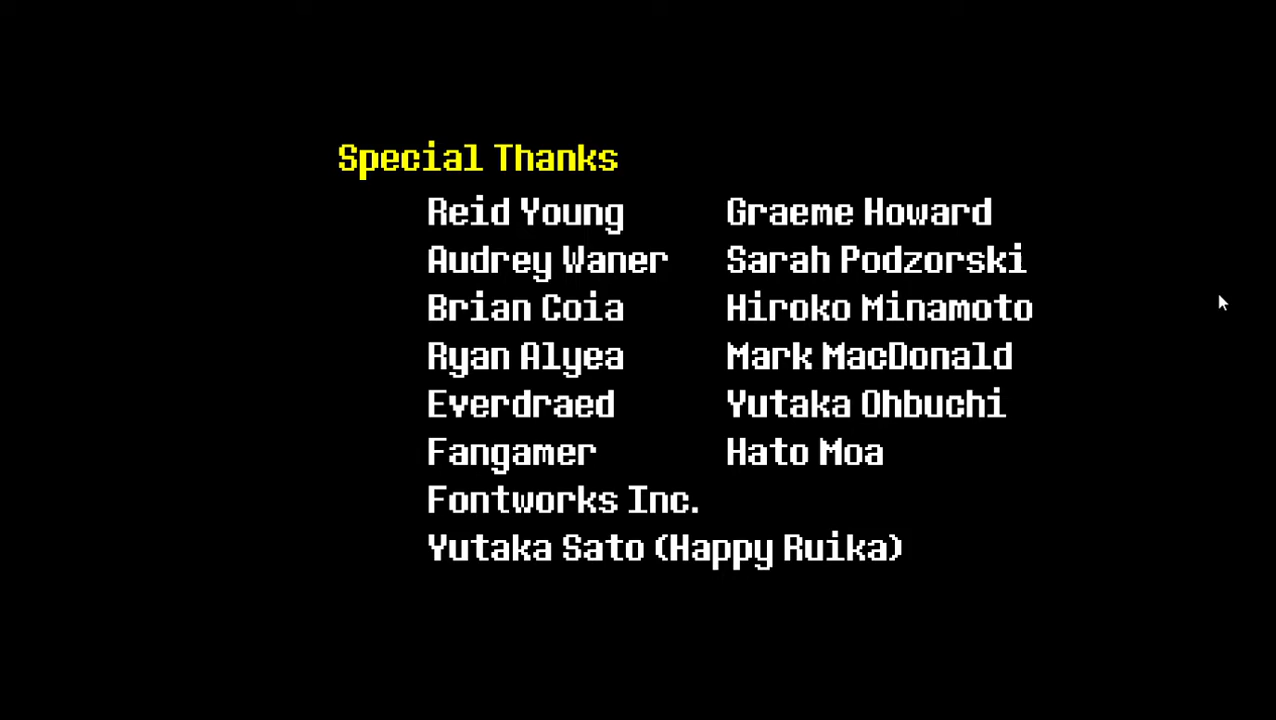 Special Thanks
Reid Young Graeme Howard
Audrey Waner Sarah Podzorski
Brian Coia Hiroko Minamoto
Ryan Alyea Mark MacDonald
Everdraed Yutaka Ohbuchi
Fangamer Hato Moa
Fontworks Inc.
Yutaka Sato (Happy Ruika)